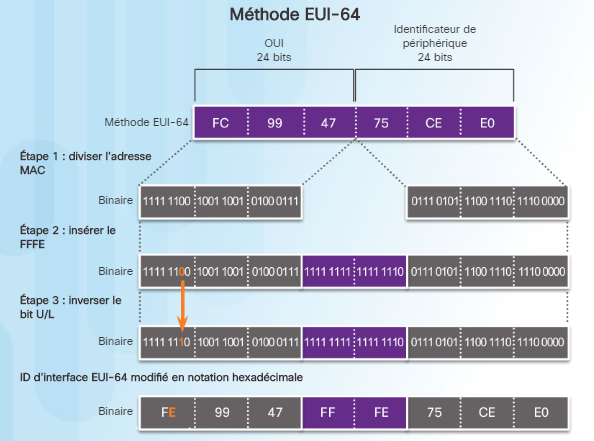 Méthode EUI-64
OUI
24 bits
Identificateur de
périphérique
24 bits
Méthode EUI-64 FC 99 47 75 CE E0
Étape 1 : diviser l'adresse
MAC
Binaire 1111 1100 1001 1001 0100 0111 0111 0101 1100 1110 1110 0000
Étape 2 : insérer le
FFFE
Binaire 1111 1100 1001 1001 0100 0111 1111 1111 1111 1110 0111 0101 1100 1110 1110 0000
Étape 3 : inverser le
bit U/L
Binaire 1111 1110 1001 1001 0100 0111 1111 1111 1111 1110 0111 0101 1100 1110 1110 0000
ID d'interface EUI-64 modifié en notation hexadécimale
Binaire FE 99 47 FF FE 75 CE E0